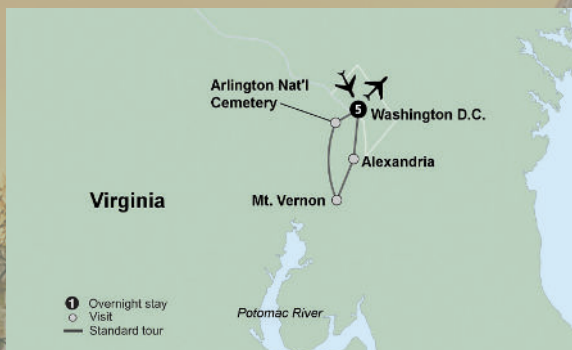 Arlington Nat'l
Cemetery
5
Washington D.C.
Alexandria
Virginia
Mt. Vernon
1 Overnight stay
Visit
Standard tour
Potomac River